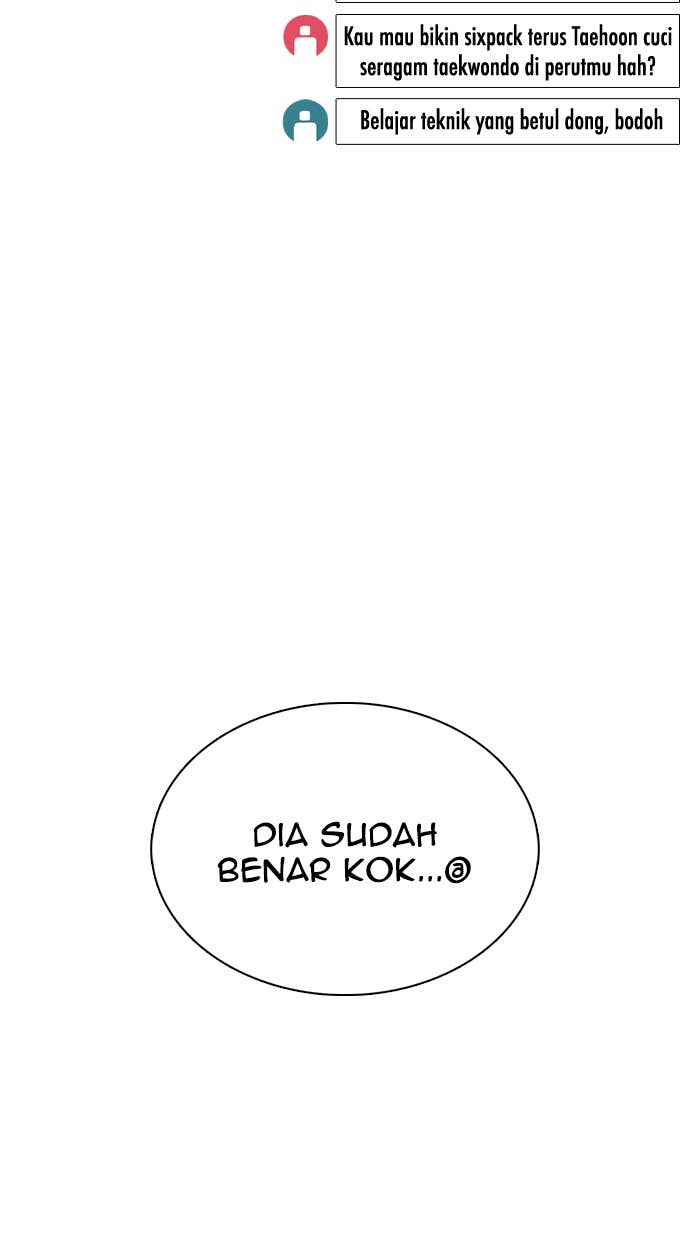 Kau mau bikin sixpack terus Taehoon cuci
seragam taekwondo di perutmu hah?
Belajar teknik yang betul dong, bodoh
DIA SUDAH
BENAR KOK...@